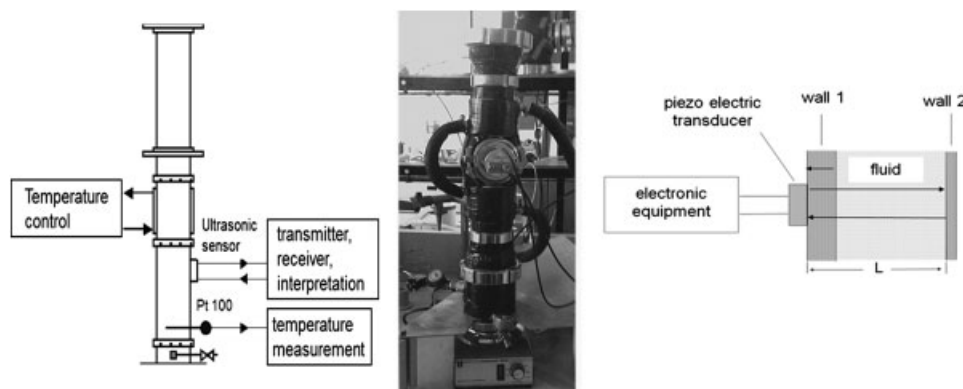 Temperature
control
Ultrasonic
sensor
transmitter,
receiver,
interpretation
Pt 100
temperature
measurement
piezo electric
transducer
wall 1
wall 2
fluid
electronic
equipment
L